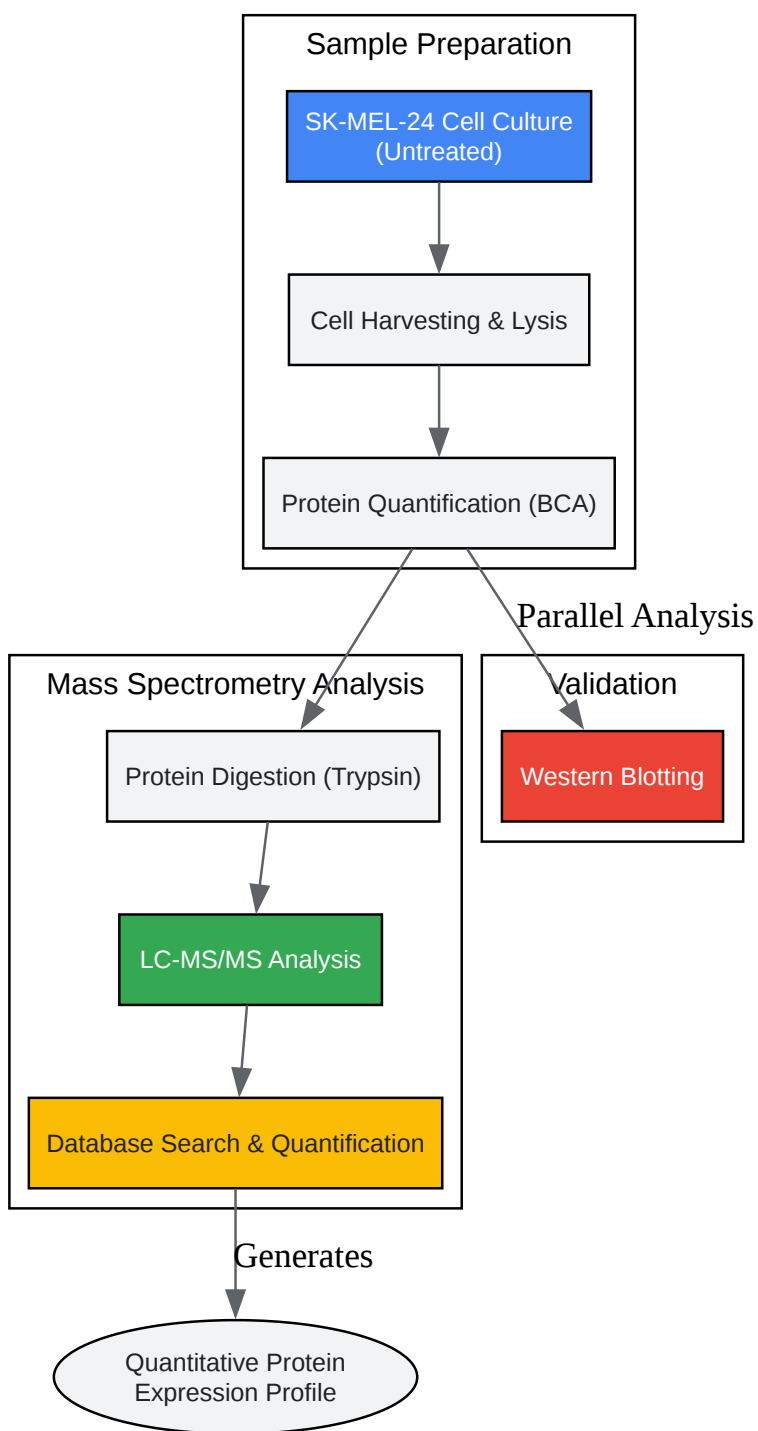 Sample Preparation
SK-MEL-24 Cell Culture
(Untreated)
Cell Harvesting & Lysis
Protein Quantification (BCA)
Parallel Analysis
Mass Spectrometry Analysis
Validation
Protein Digestion (Trypsin)
Western Blotting
LC-MS/MS Analysis
Database Search & Quantification
Generates
Quantitative Protein
Expression Profile